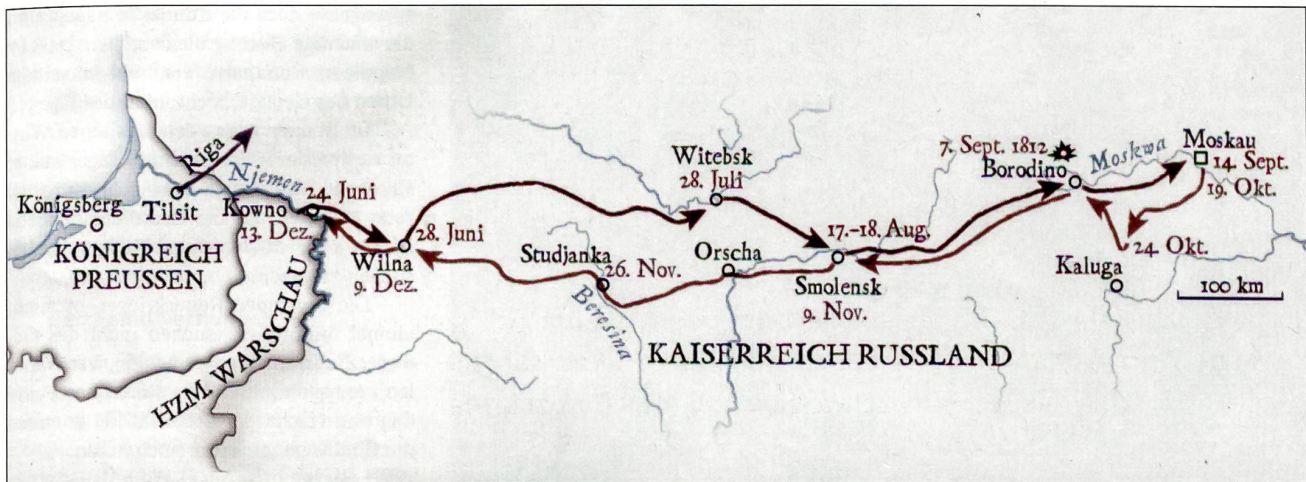 Riga
Njemen
Königsberg
Tilsit
KÖNIGREICH
PREUSSEN
Kowno
24. Juni
13. Dez.
Wilna
28. Juni
9. Dez.
HZM. WARSCHAU
Witebsk
28. Juli
Studjanka
26. Nov.
Beresina
Orscha
17.–18. Aug.
Smolensk
9. Nov.
KAISERREICH RUSSLAND
7. Sept. 1812
Borodino
Moskwa
Moskau
14. Sept.
19. Okt.
24. Okt.
Kaluga
100 km